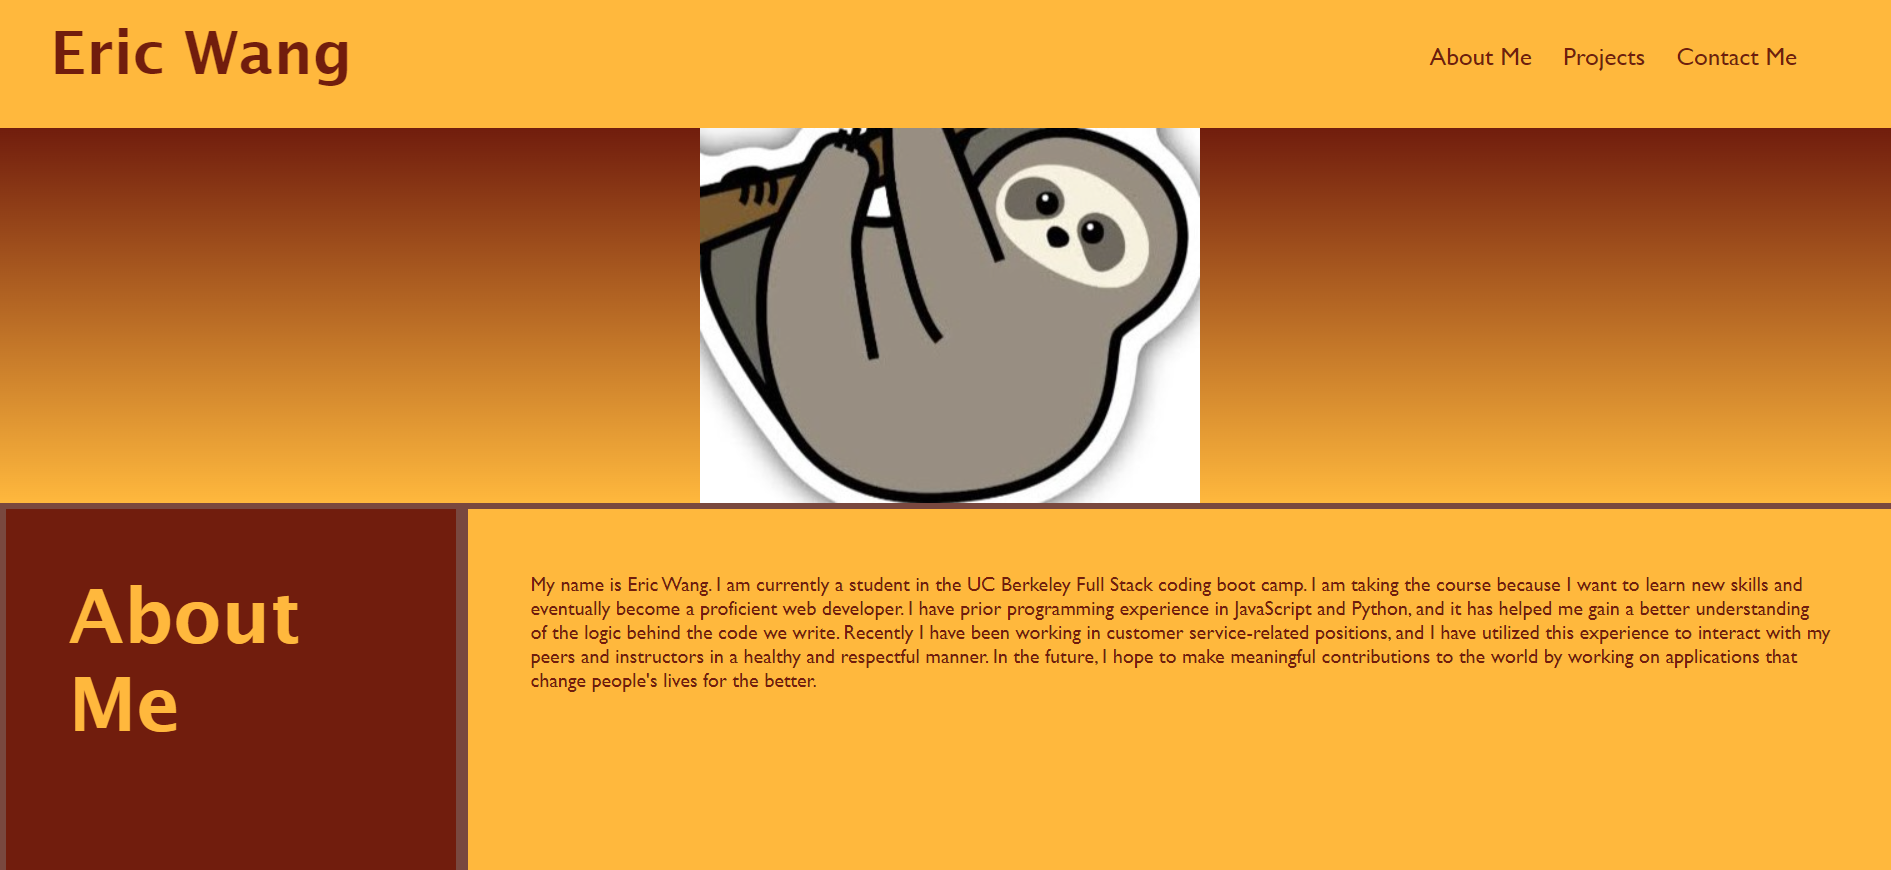 Eric Wang
About Me Projects Contact Me
About
Me
My name is Eric Wang. I am currently a student in the UC Berkeley Full Stack coding boot camp. I am taking the course because I want to learn new skills and
eventually become a proficient web developer. I have prior programming experience in JavaScript and Python, and it has helped me gain a better understanding
of the logic behind the code we write. Recently I have been working in customer service-related positions, and I have utilized this experience to interact with my
peers and instructors in a healthy and respectful manner. In the future, I hope to make meaningful contributions to the world by working on applications that
change people's lives for the better.